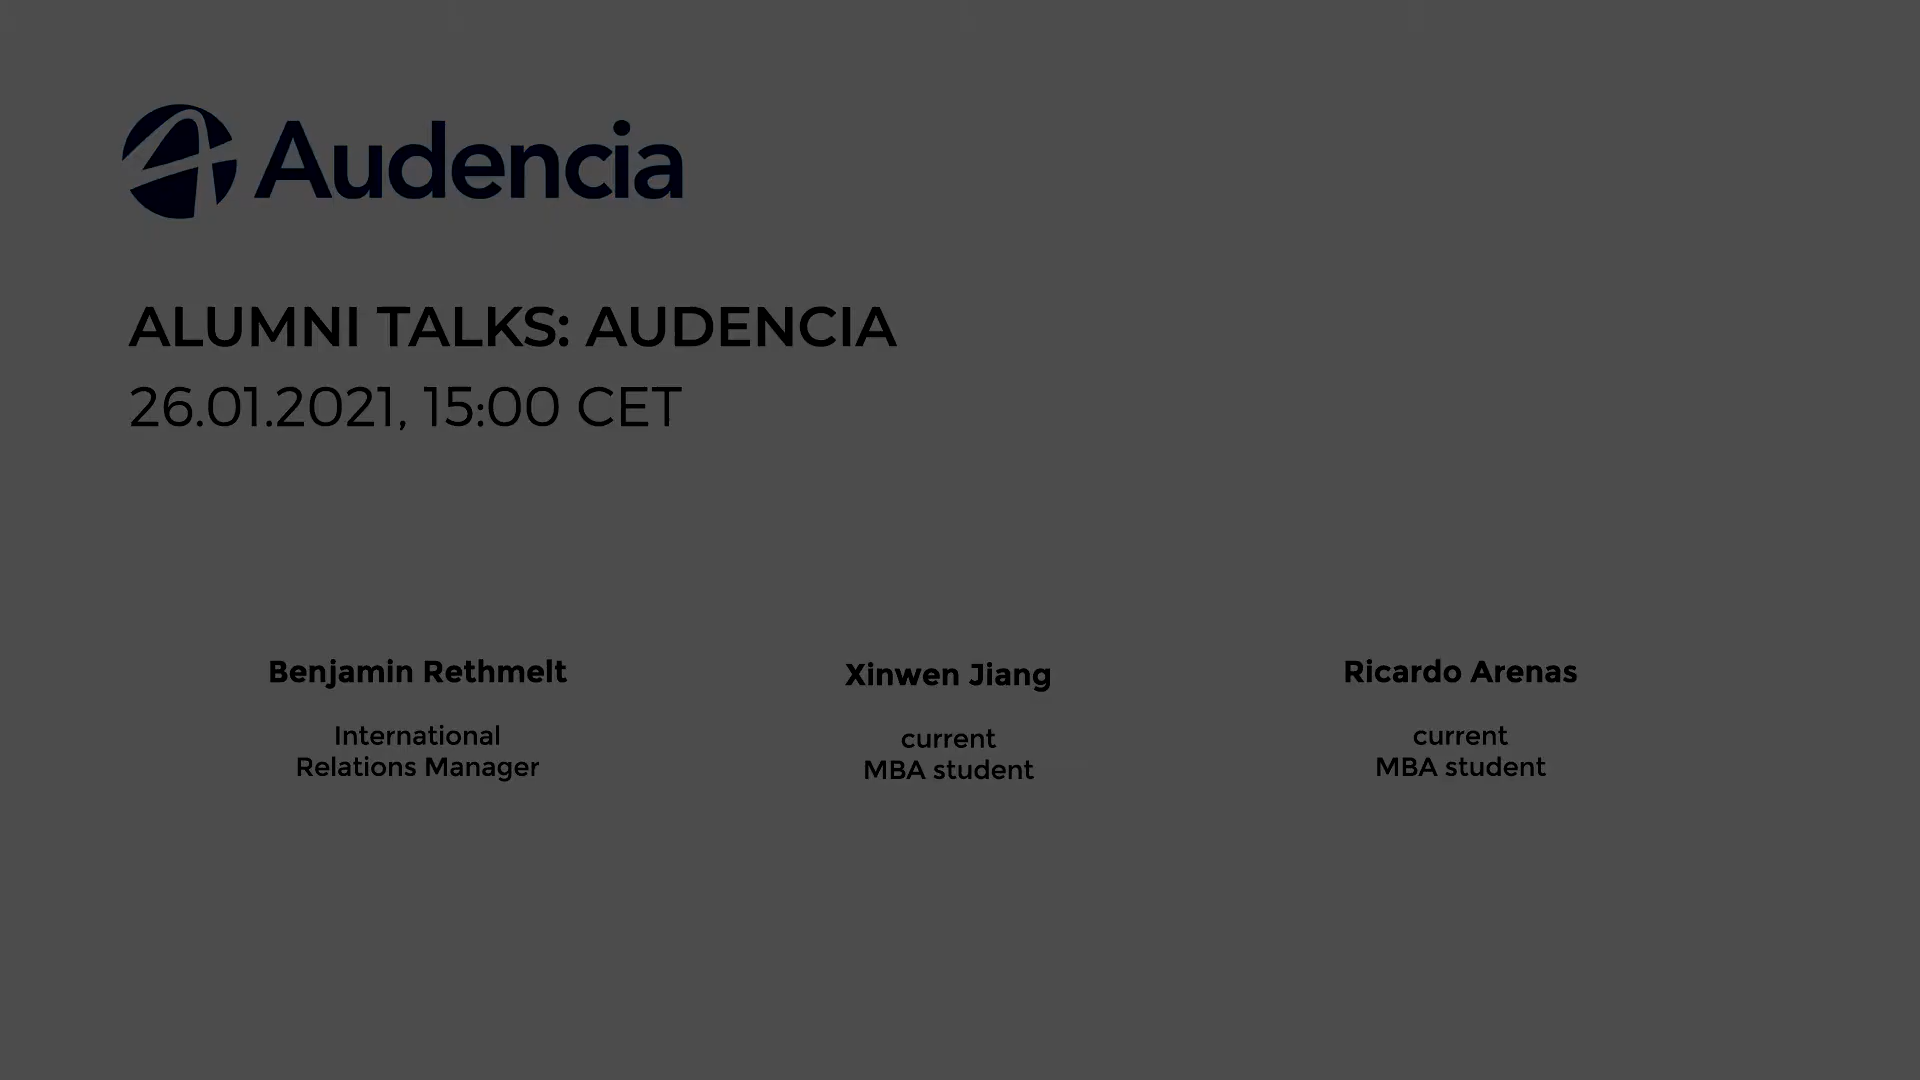 Audencia
ALUMNI TALKS: AUDENCIA
26.01.2021, 15:00 CET
Benjamin Rethmelt
International
Relations Manager
Xinwen Jiang
current
MBA student
Ricardo Arenas
current
MBA student